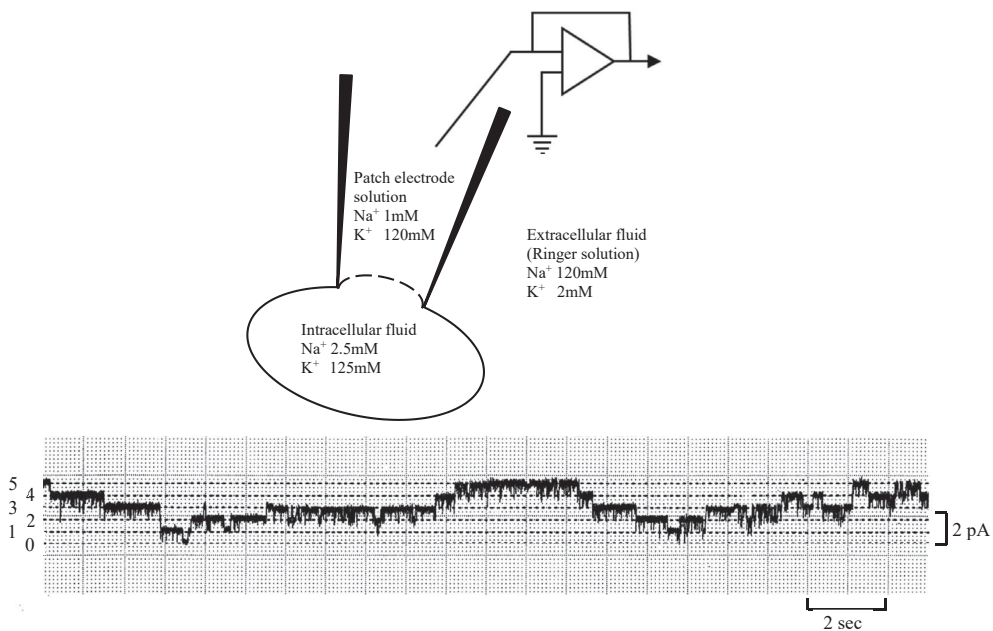 Patch electrode
solution
Na⁺ 1mM
K⁺ 120mM
Extracellular fluid
(Ringer solution)
Na⁺ 120mM
K⁺ 2mM
Intracellular fluid
Na⁺ 2.5mM
K⁺ 125mM
5
4
3
2
1
0
2 pA
2 sec